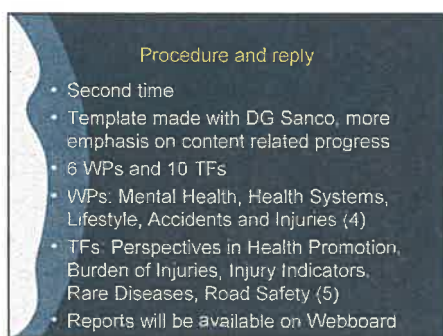 Procedure and reply
• Second time
• Template made with DG Sanco, more
emphasis on content related progress
• 6 WPs and 10 TFs
• WPs: Mental Health, Health Systems,
Lifestyle, Accidents and Injuries (4)
• TFs: Perspectives in Health Promotion,
Burden of Injuries, Injury Indicators,
Rare Diseases, Road Safety (5)
• Reports will be available on Webboard